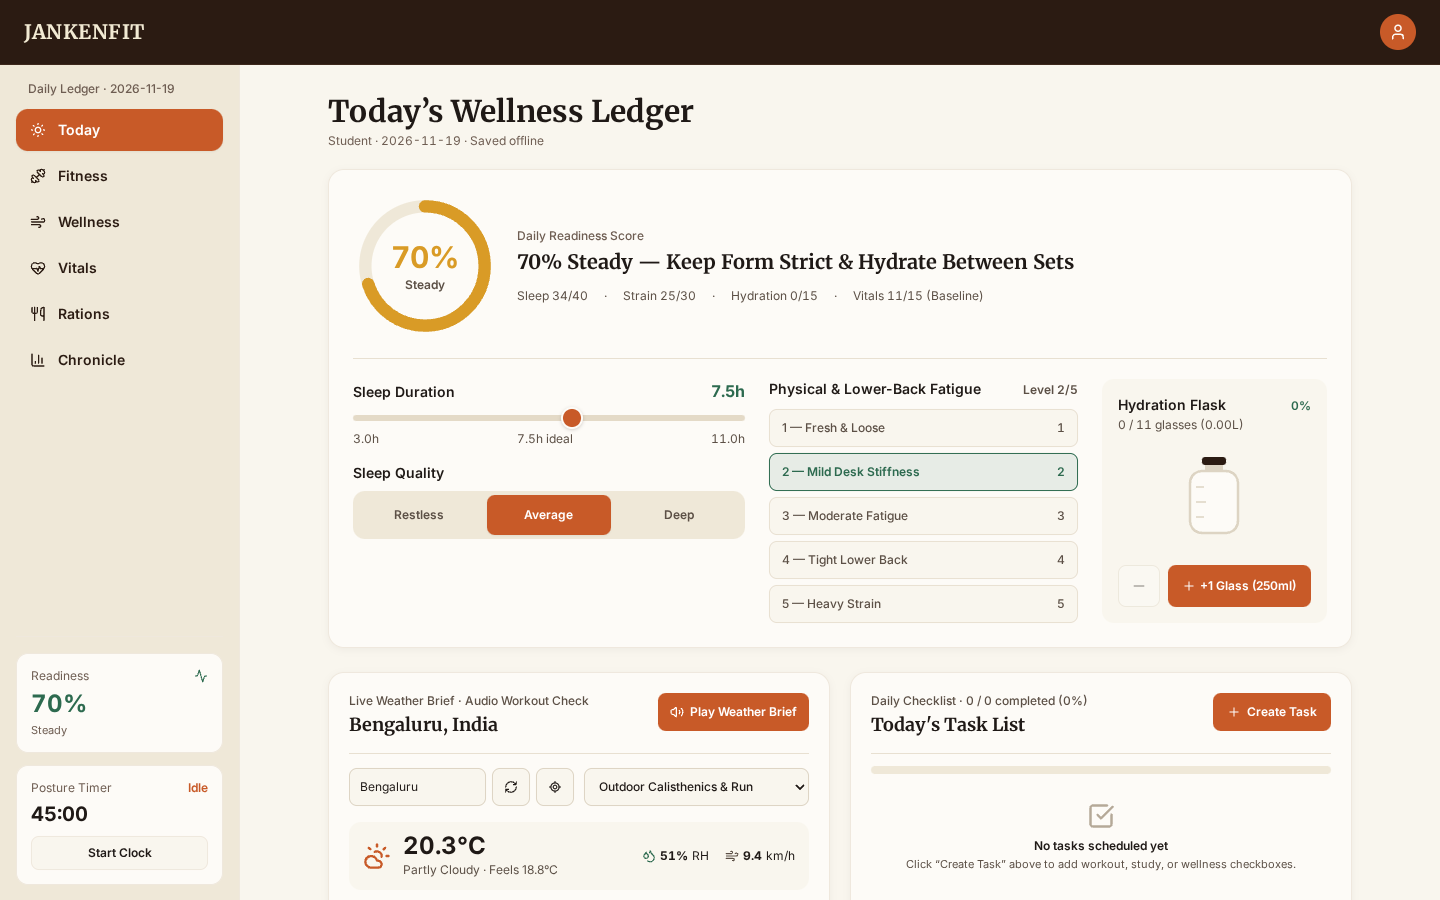 JANKENFIT
Daily Ledger · 2026-11-19
Today
Fitness
Wellness
Vitals
Rations
Chronicle
Readiness
70%
Steady
Posture Timer
Idle
45:00
Start Clock
Today’s Wellness Ledger
Student · 2026-11-19 · Saved offline
70%
Steady
Daily Readiness Score
70% Steady — Keep Form Strict & Hydrate Between Sets
Sleep 34/40 · Strain 25/30 · Hydration 0/15 · Vitals 11/15 (Baseline)
Sleep Duration 7.5h
3.0h 7.5h ideal 11.0h
Sleep Quality
Restless Average Deep
Physical & Lower-Back Fatigue Level 2/5
1 — Fresh & Loose 1
2 — Mild Desk Stiffness 2
3 — Moderate Fatigue 3
4 — Tight Lower Back 4
5 — Heavy Strain 5
Hydration Flask 0%
0 / 11 glasses (0.00L)
+1 Glass (250ml)
Live Weather Brief · Audio Workout Check
Bengaluru, India
Play Weather Brief
Bengaluru
Outdoor Calisthenics & Run
20.3°C
Partly Cloudy · Feels 18.8°C
51% RH
9.4 km/h
Daily Checklist · 0 / 0 completed (0%)
Today's Task List
Create Task
No tasks scheduled yet
Click “Create Task” above to add workout, study, or wellness checkboxes.